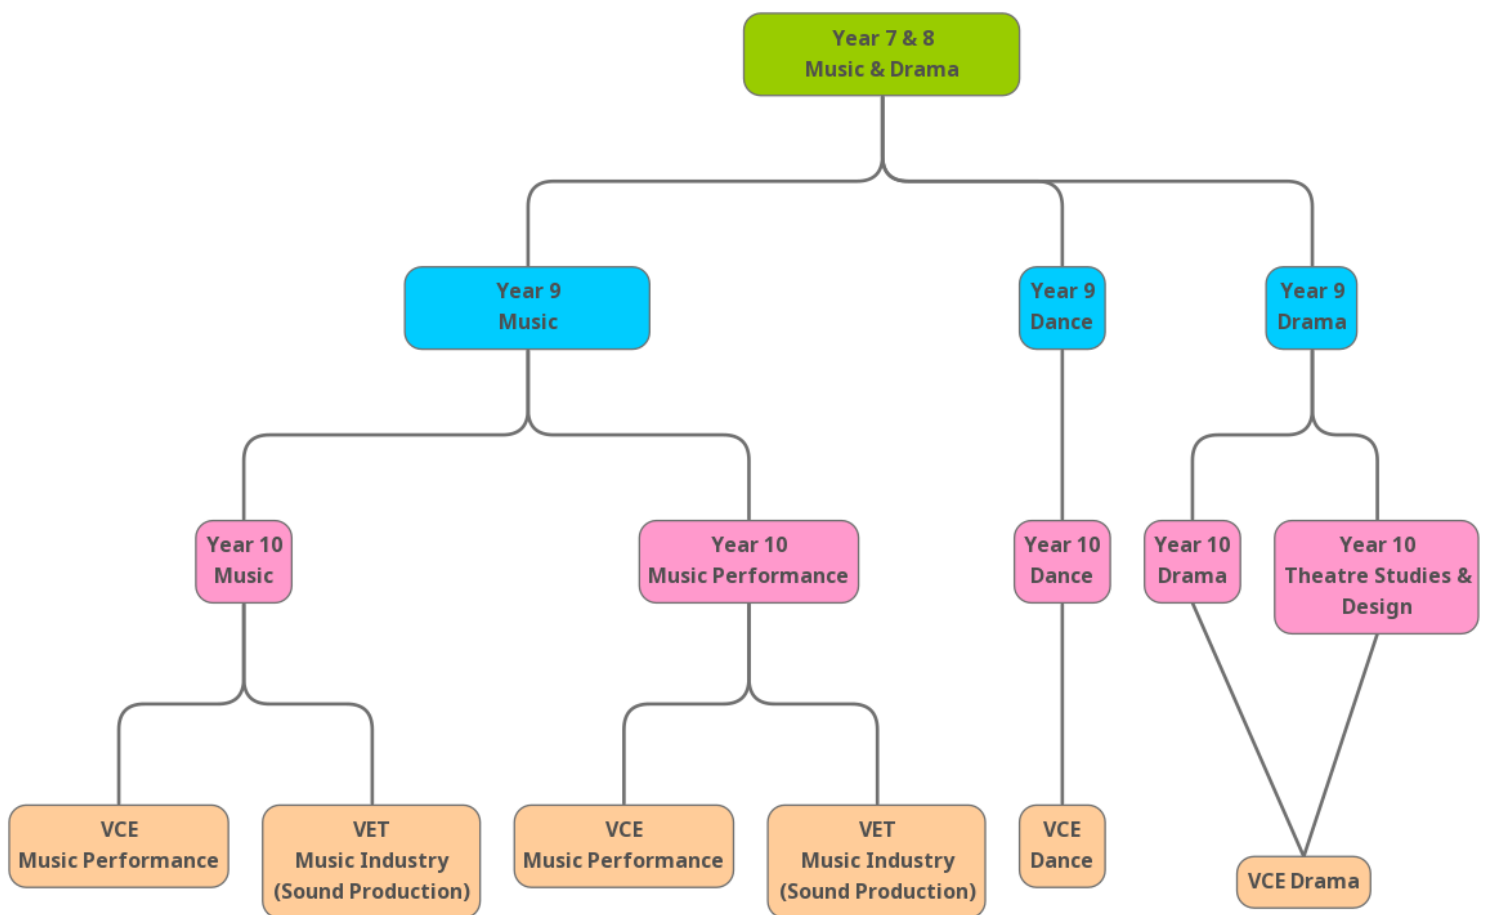 Year 7 & 8
Music & Drama
Year 9
Music
Year 9
Dance
Year 9
Drama
Year 10
Music
Year 10
Music Performance
Year 10
Dance
Year 10
Drama
Year 10
Theatre Studies &
Design
VCE
Music Performance
VET
Music Industry
(Sound Production)
VCE
Music Performance
VET
Music Industry
(Sound Production)
VCE
Dance
VCE Drama